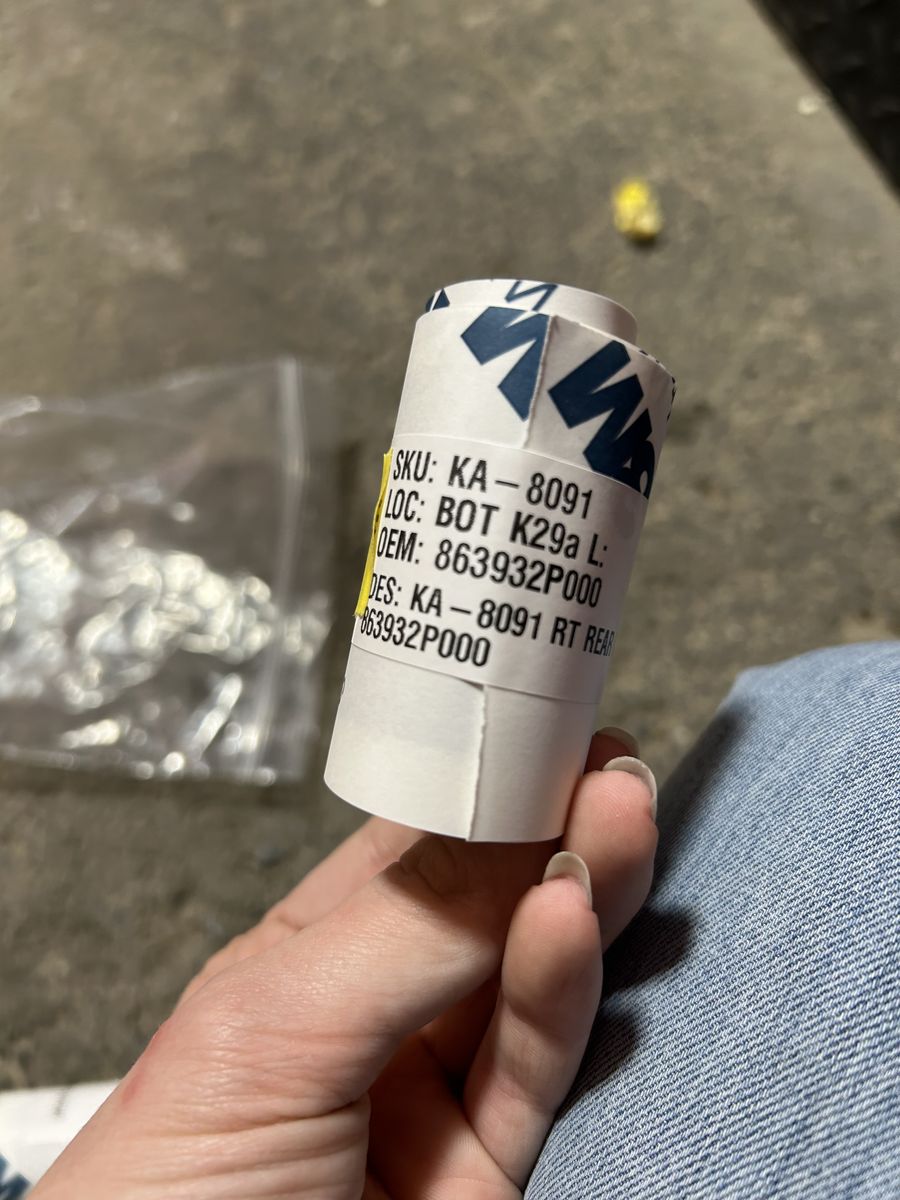 SKU: KA – 8091
LOC: BOT K29a L:
OEM: 863932P000
DES: KA – 8091 RT REAR
863932P000